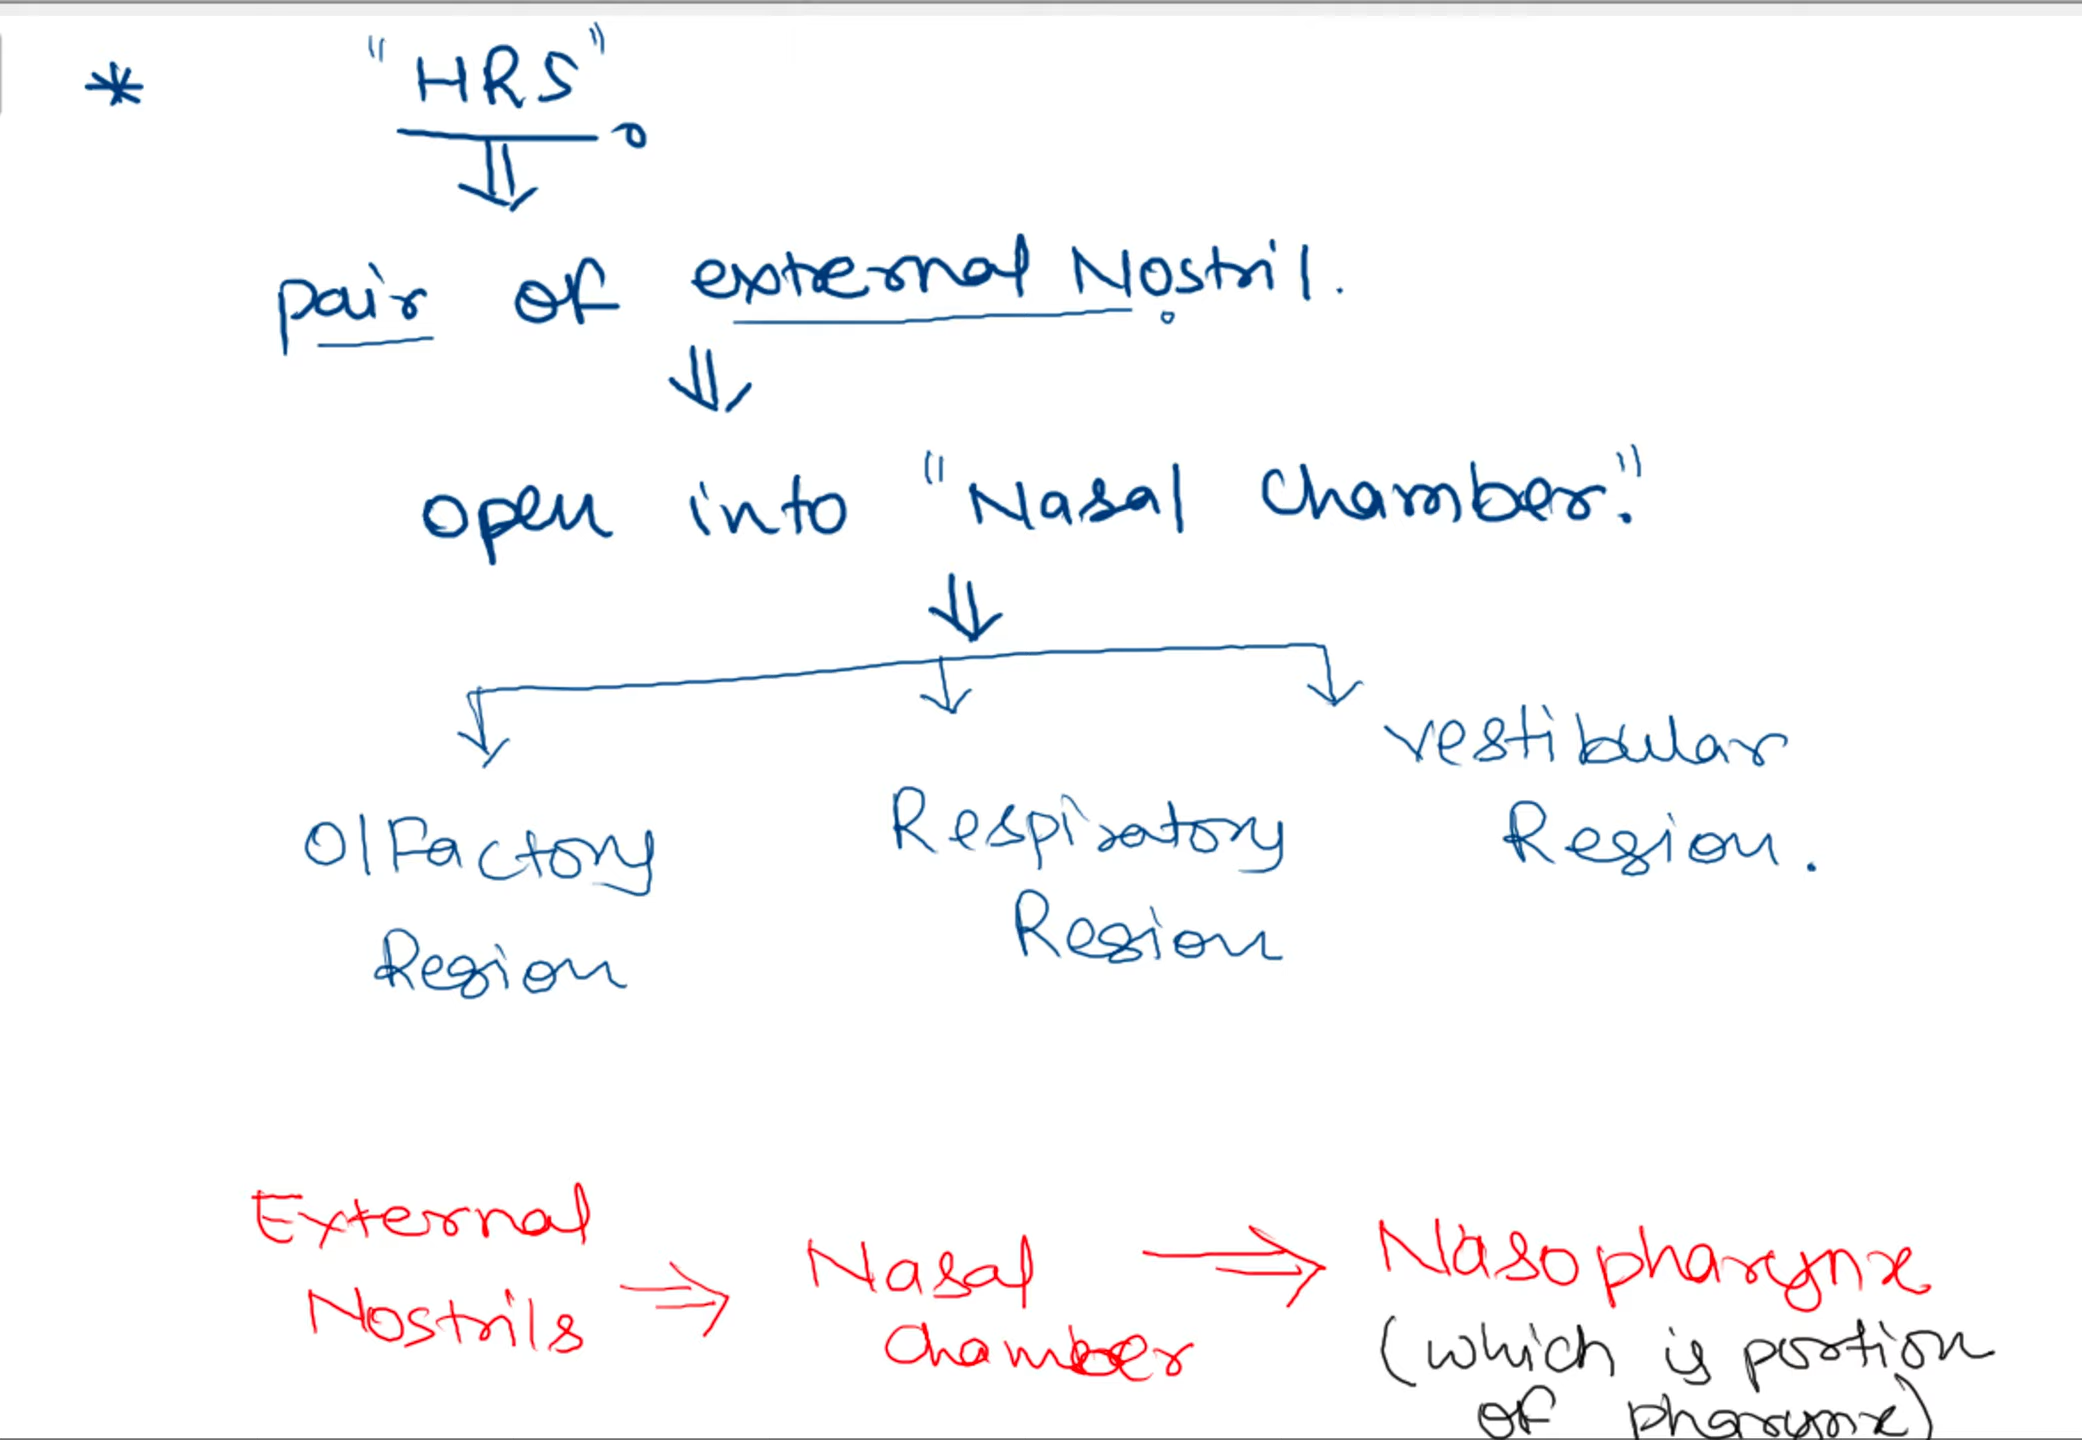 * "HRS"
pair of external Nostril.
open into "Nasal Chamber."
Olfactory Region
Respiratory Region
vestibular Region.
External Nostrils ⇒ Nasal Chamber ⇒ Nasopharynx
(which is portion
of pharynx)